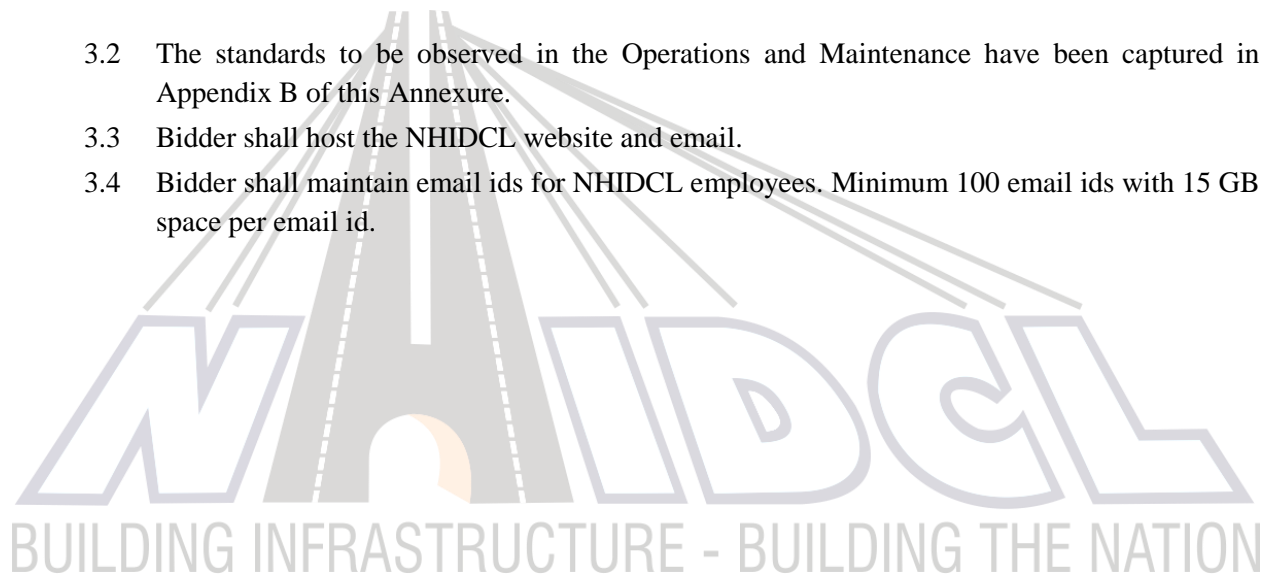 3.2 The standards to be observed in the Operations and Maintenance have been captured in
Appendix B of this Annexure.
3.3 Bidder shall host the NHIDCL website and email.
3.4 Bidder shall maintain email ids for NHIDCL employees. Minimum 100 email ids with 15 GB
space per email id.
NHIDCL
BUILDING INFRASTRUCTURE - BUILDING THE NATION